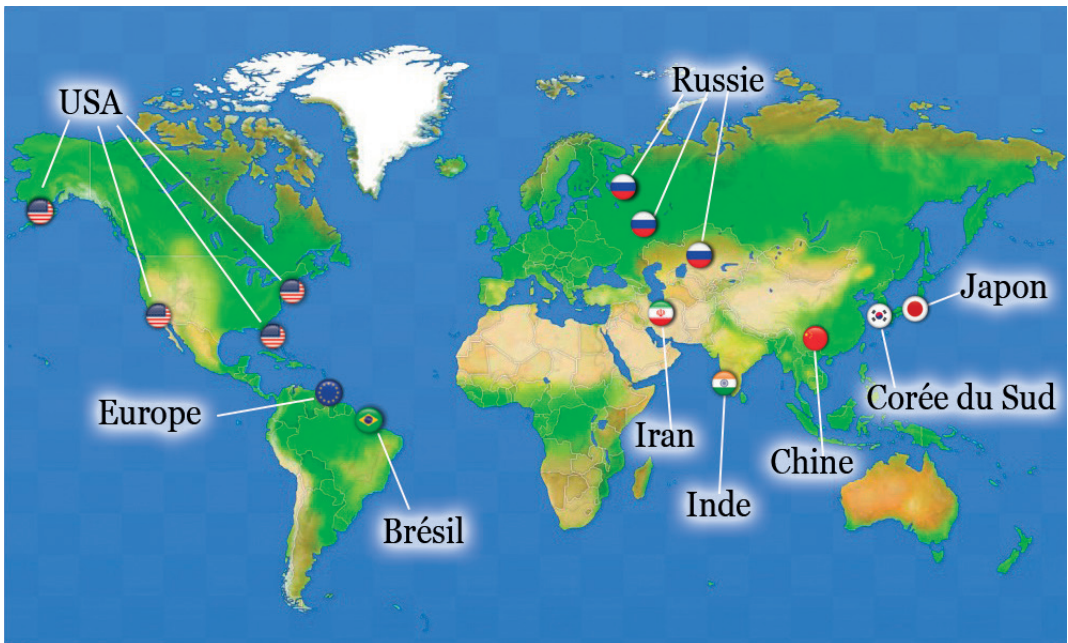 Russie
USA
Japon
Corée du Sud
Europe
Iran
Chine
Inde
Brésil